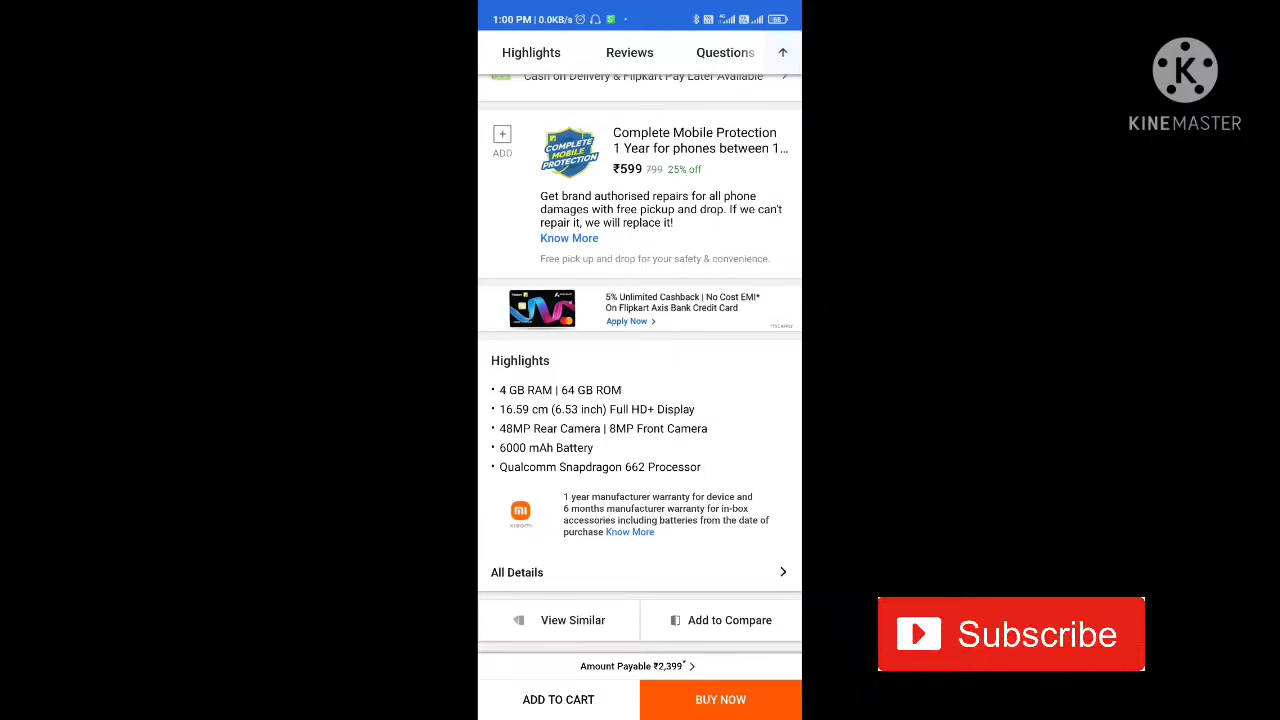 1:00 PM | 0.0KB/s
68
Highlights
Reviews
Questions
Cash on Delivery & Flipkart Pay Later Available
ADD
COMPLETE
MOBILE
PROTECTION
Complete Mobile Protection
1 Year for phones between 1...
₹599 799 25% off
Get brand authorised repairs for all phone
damages with free pickup and drop. If we can't
repair it, we will replace it!
Know More
Free pick up and drop for your safety & convenience.
5% Unlimited Cashback | No Cost EMI*
On Flipkart Axis Bank Credit Card
Apply Now
*T&C APPLY
Highlights
• 4 GB RAM | 64 GB ROM
• 16.59 cm (6.53 inch) Full HD+ Display
• 48MP Rear Camera | 8MP Front Camera
• 6000 mAh Battery
• Qualcomm Snapdragon 662 Processor
mi
XIAOMI
1 year manufacturer warranty for device and
6 months manufacturer warranty for in-box
accessories including batteries from the date of
purchase Know More
All Details
View Similar
Add to Compare
Amount Payable ₹2,399*
ADD TO CART
BUY NOW
K
KINEMASTER
Subscribe